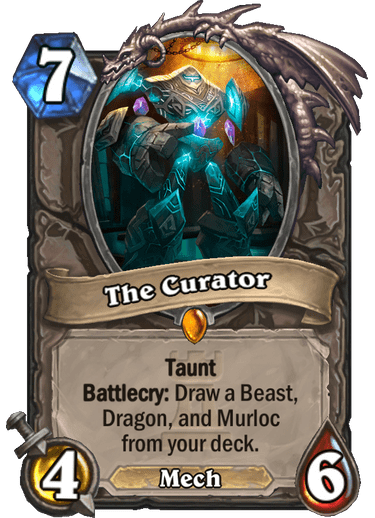 7
The Curator
Taunt
Battlecry: Draw a Beast,
Dragon, and Murloc
from your deck.
4
Mech
6